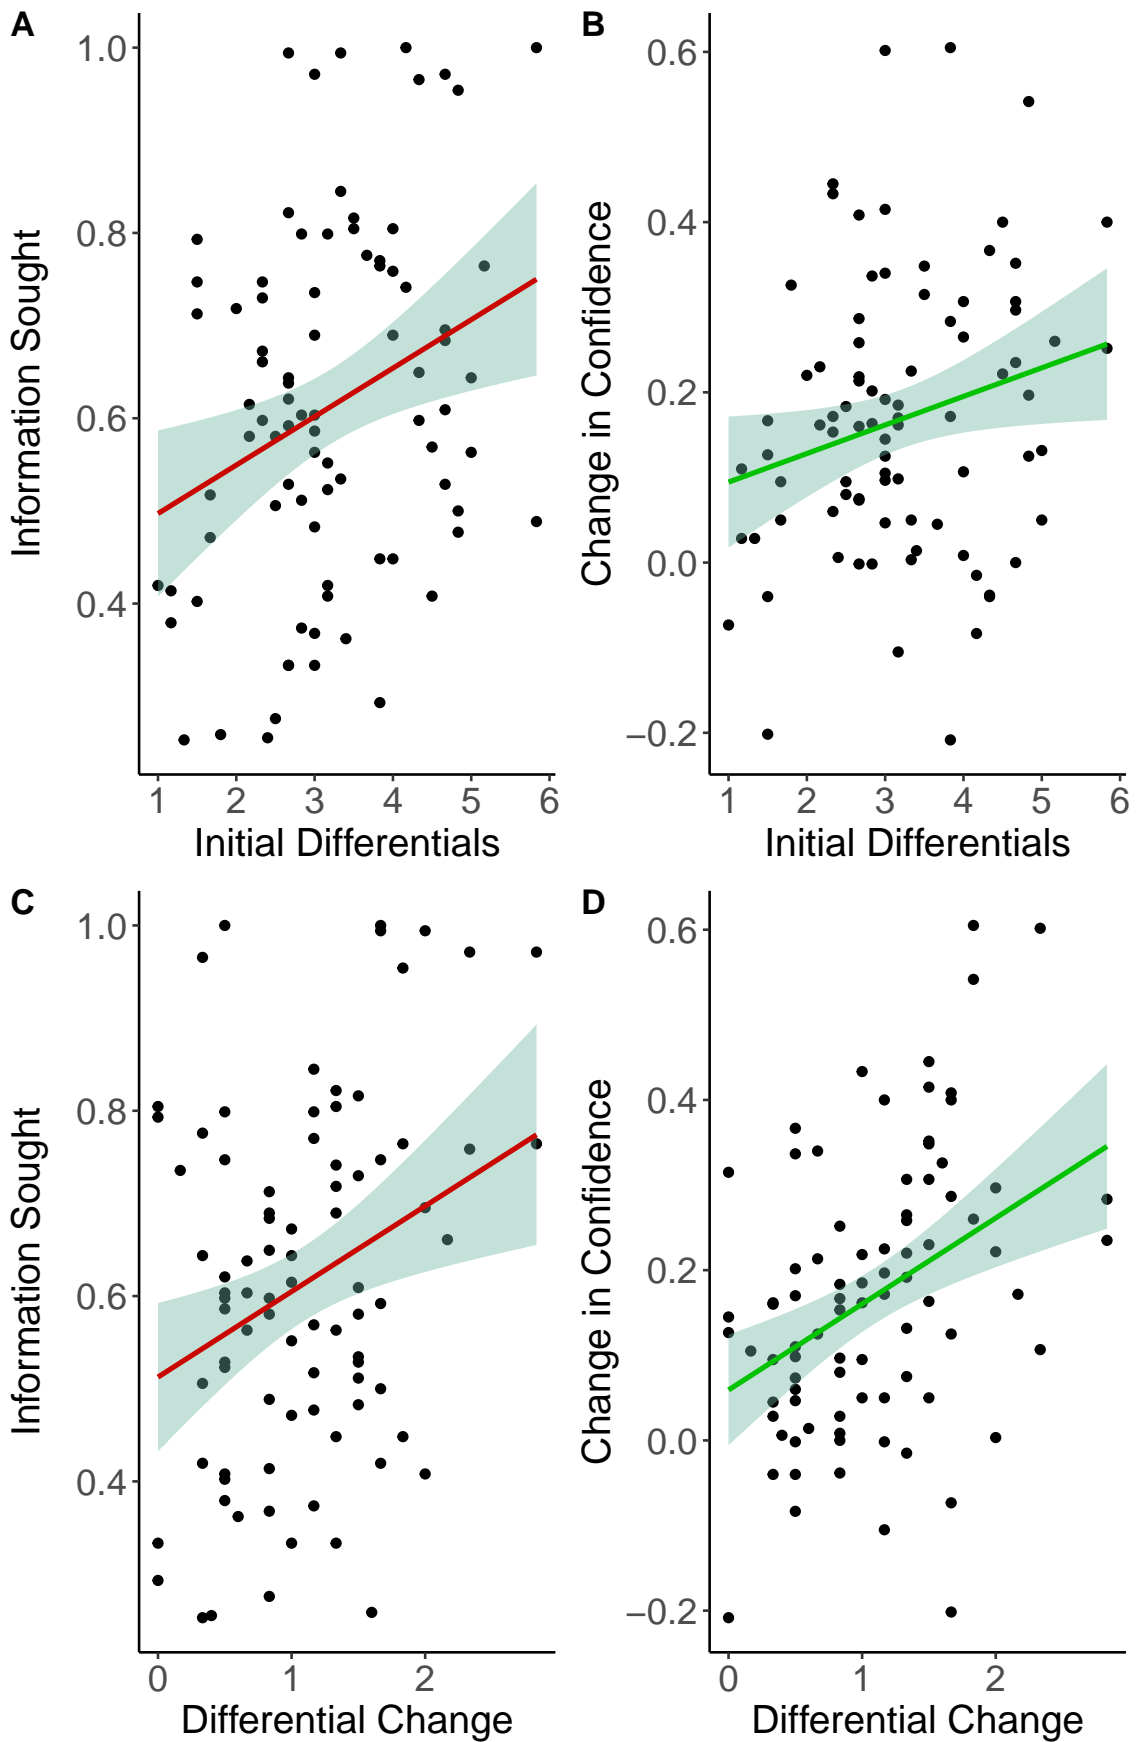 A
B
1.0
0.8
0.6
0.4
Information Sought
1 2 3 4 5 6
Initial Differentials
0.6
0.4
0.2
0.0
−0.2
Change in Confidence
1 2 3 4 5 6
Initial Differentials
C
D
1.0
0.8
0.6
0.4
Information Sought
0 1 2
Differential Change
0.6
0.4
0.2
0.0
−0.2
Change in Confidence
0 1 2
Differential Change